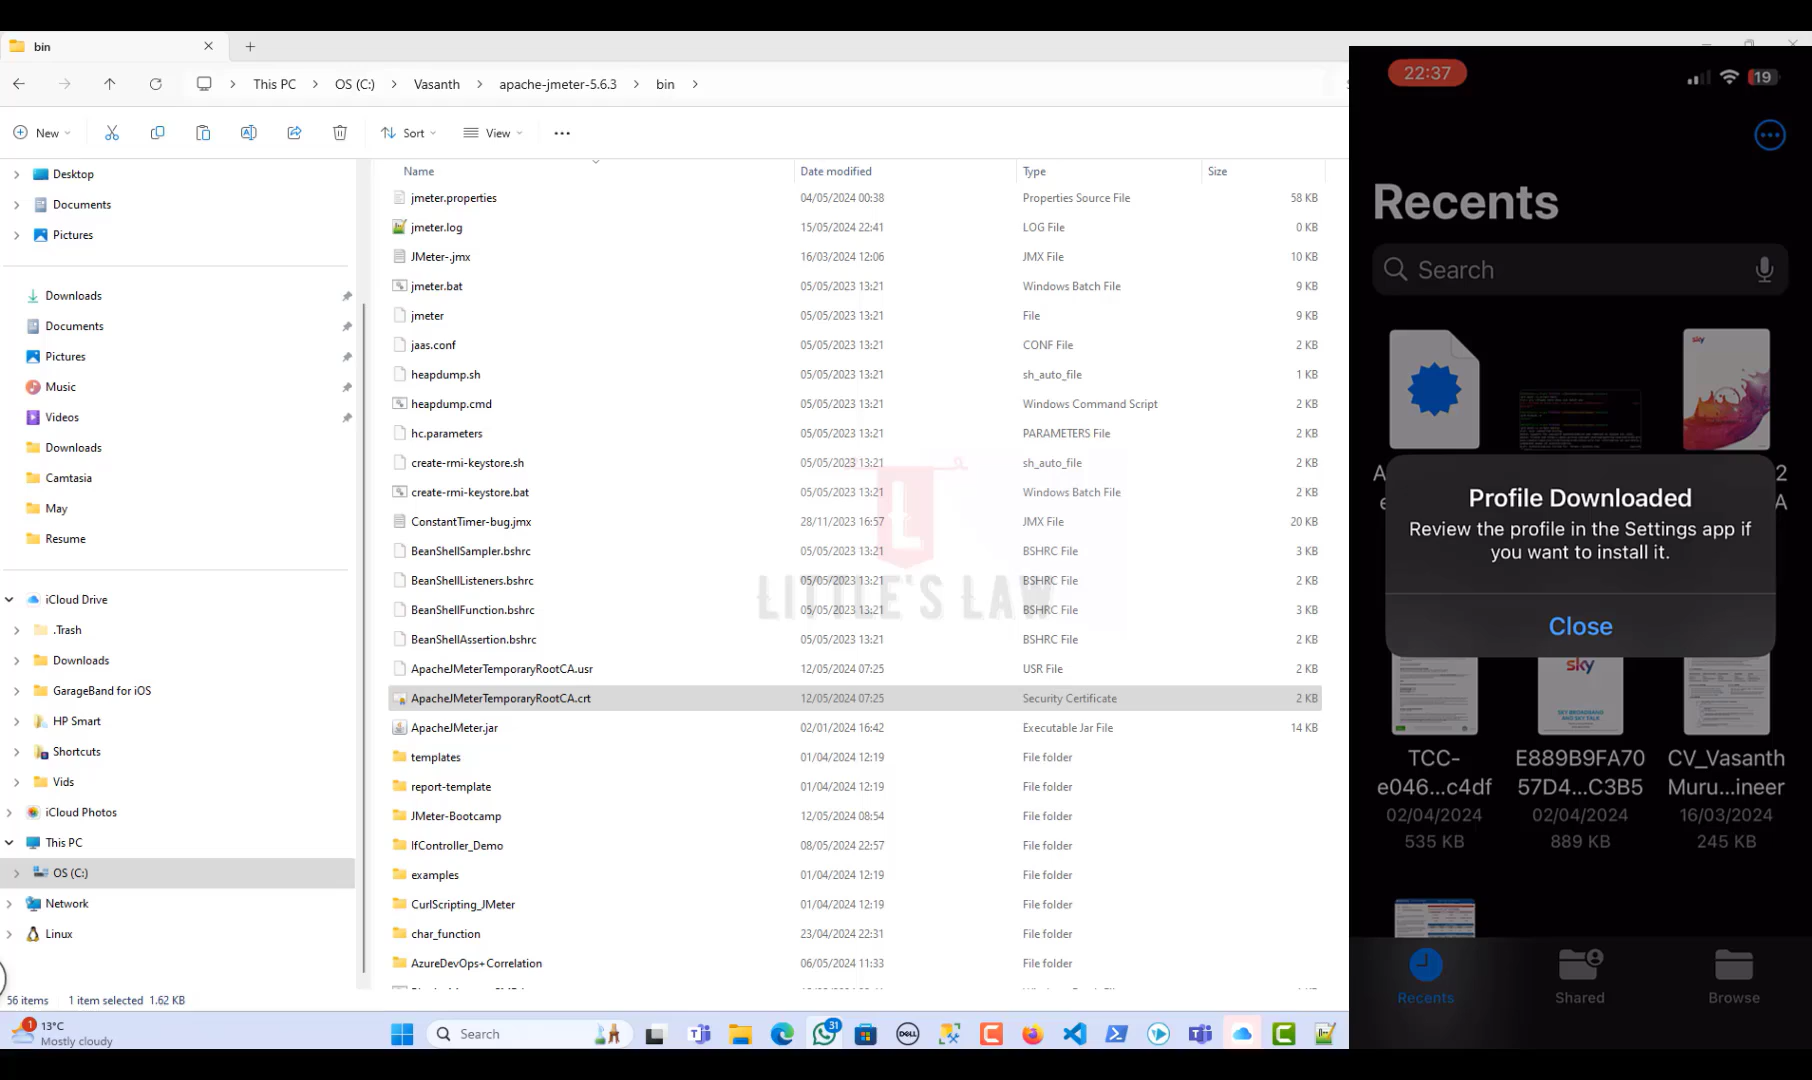 bin
This PC
OS (C:)
Vasanth
apache-jmeter-5.6.3
bin
New
Sort
View
Name Date modified Type Size
jmeter.properties 04/05/2024 00:38 Properties Source File 58 KB
jmeter.log 15/05/2024 22:41 LOG File 0 KB
JMeter-.jmx 16/03/2024 12:06 JMX File 10 KB
jmeter.bat 05/05/2023 13:21 Windows Batch File 9 KB
jmeter 05/05/2023 13:21 File 9 KB
jaas.conf 05/05/2023 13:21 CONF File 2 KB
heapdump.sh 05/05/2023 13:21 sh_auto_file 1 KB
heapdump.cmd 05/05/2023 13:21 Windows Command Script 2 KB
hc.parameters 05/05/2023 13:21 PARAMETERS File 2 KB
create-rmi-keystore.sh 05/05/2023 13:21 sh_auto_file 2 KB
create-rmi-keystore.bat 05/05/2023 13:21 Windows Batch File 2 KB
ConstantTimer-bug.jmx 28/11/2023 16:57 JMX File 20 KB
BeanShellSampler.bshrc 05/05/2023 13:21 BSHRC File 3 KB
BeanShellListeners.bshrc 05/05/2023 13:21 BSHRC File 2 KB
BeanShellFunction.bshrc 05/05/2023 13:21 BSHRC File 3 KB
BeanShellAssertion.bshrc 05/05/2023 13:21 BSHRC File 2 KB
ApacheJMeterTemporaryRootCA.usr 12/05/2024 07:25 USR File 2 KB
ApacheJMeterTemporaryRootCA.crt 12/05/2024 07:25 Security Certificate 2 KB
ApacheJMeter.jar 02/01/2024 16:42 Executable Jar File 14 KB
templates 01/04/2024 12:19 File folder
report-template 01/04/2024 12:19 File folder
JMeter-Bootcamp 12/05/2024 08:54 File folder
IfController_Demo 08/05/2024 22:57 File folder
examples 01/04/2024 12:19 File folder
CurlScripting_JMeter 01/04/2024 12:19 File folder
char_function 23/04/2024 22:31 File folder
AzureDevOps+Correlation 06/05/2024 11:33 File folder
Desktop
Documents
Pictures
Downloads
Documents
Pictures
Music
Videos
Downloads
Camtasia
May
Resume
iCloud Drive
.Trash
Downloads
GarageBand for iOS
HP Smart
Shortcuts
Vids
iCloud Photos
This PC
OS (C:)
Network
Linux
56 items 1 item selected 1.62 KB
LITTLE'S LAW
L
1
13°C
Mostly cloudy
Search
31
DELL
22:37
19
Recents
Search
sky
Profile Downloaded
Review the profile in the Settings app if
you want to install it.
Close
sky
SKY BROADBAND
AND SKY TALK
TCC- E889B9FA70 CV_Vasanth
e046...c4df 57D4...C3B5 Muru...ineer
02/04/2024 02/04/2024 16/03/2024
535 KB 889 KB 245 KB
Recents Shared Browse